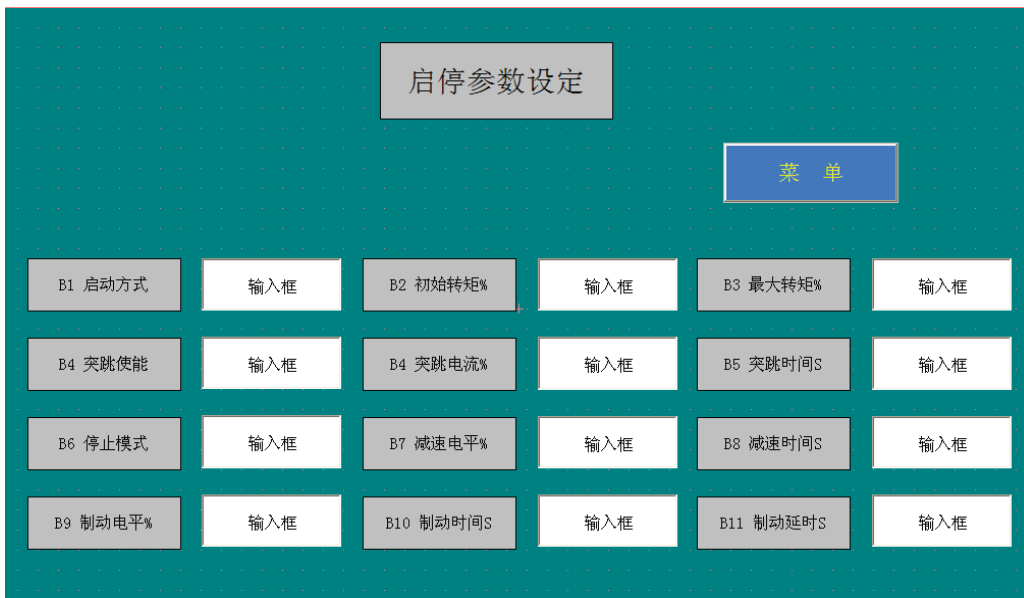 启停参数设定
菜 单
B1 启动方式 输入框 B2 初始转矩% 输入框 B3 最大转矩% 输入框
B4 突跳使能 输入框 B4 突跳电流% 输入框 B5 突跳时间S 输入框
B6 停止模式 输入框 B7 减速电平% 输入框 B8 减速时间S 输入框
B9 制动电平% 输入框 B10 制动时间S 输入框 B11 制动延时S 输入框